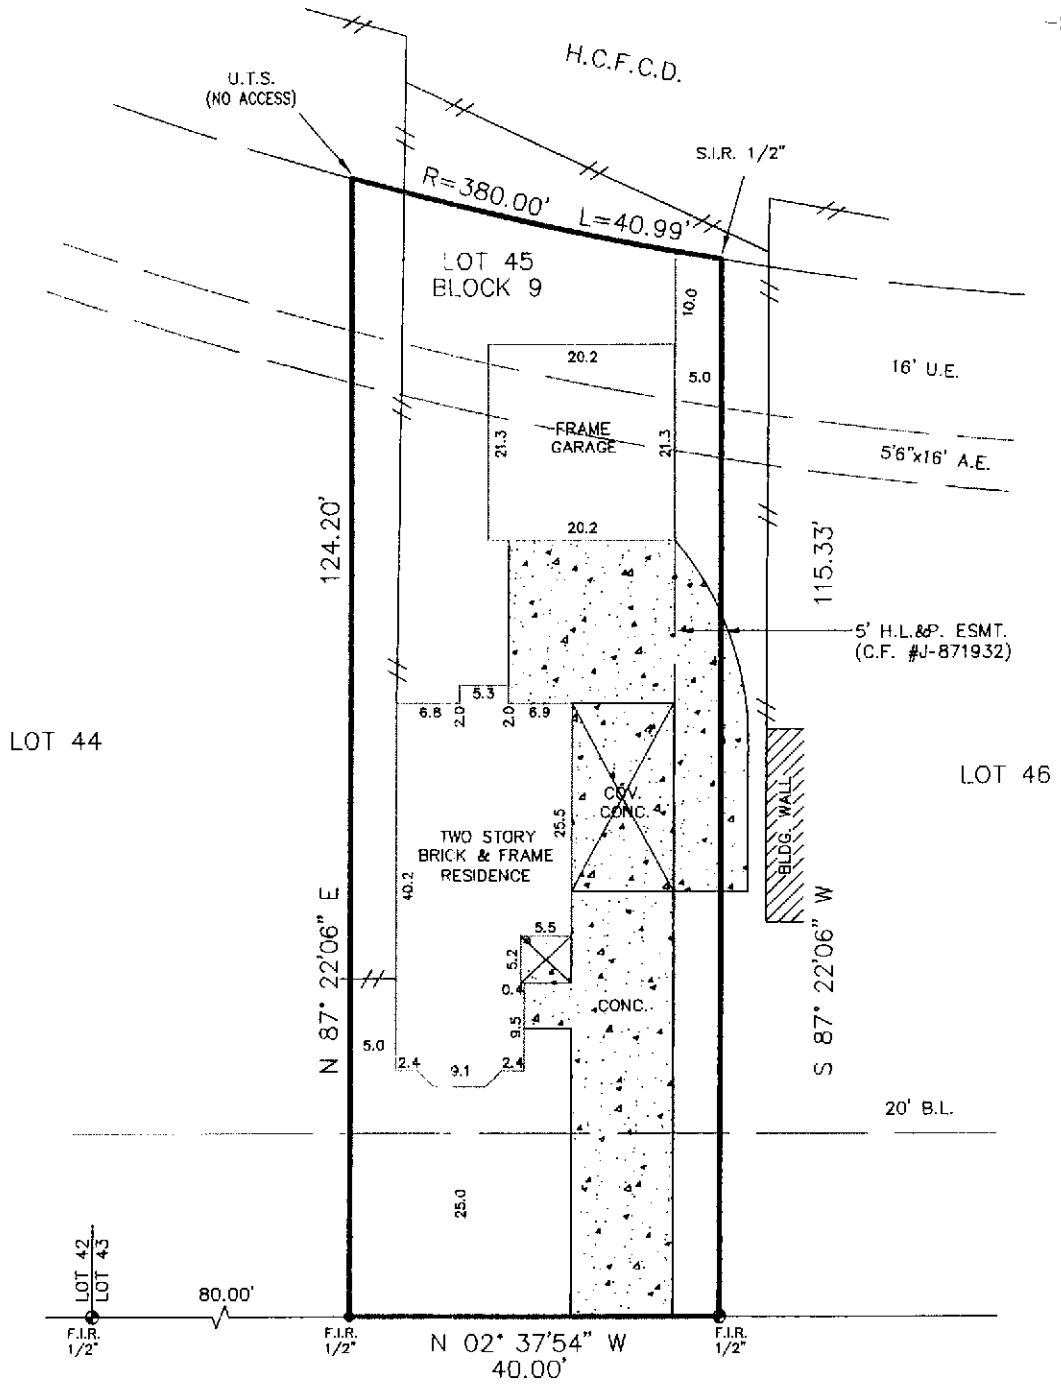 H.C.F.C.D.
U.T.S.
(NO ACCESS)
S.I.R. 1/2"
R=380.00' L=40.99'
LOT 45
BLOCK 9
10.0
20.2
5.0
16' U.E.
FRAME
GARAGE
21.3
21.3
5'6"x16' A.E.
20.2
124.20'
115.33'
5' H.L.&P. ESMT.
(C.F. #J-871932)
5.3
6.8
2.0
2.0
6.9
LOT 44
LOT 46
COV.
CONC.
BLDG. WALL
25.5
TWO STORY
BRICK & FRAME
RESIDENCE
40.2
5.5
5.2
0.4
N 87° 22'06" E
S 87° 22'06" W
CONC.
9.5
5.0
2.4
9.1
2.4
20' B.L.
25.0
LOT 42
LOT 43
80.00'
F.I.R.
1/2"
F.I.R.
1/2"
N 02° 37'54" W
40.00'
F.I.R.
1/2"